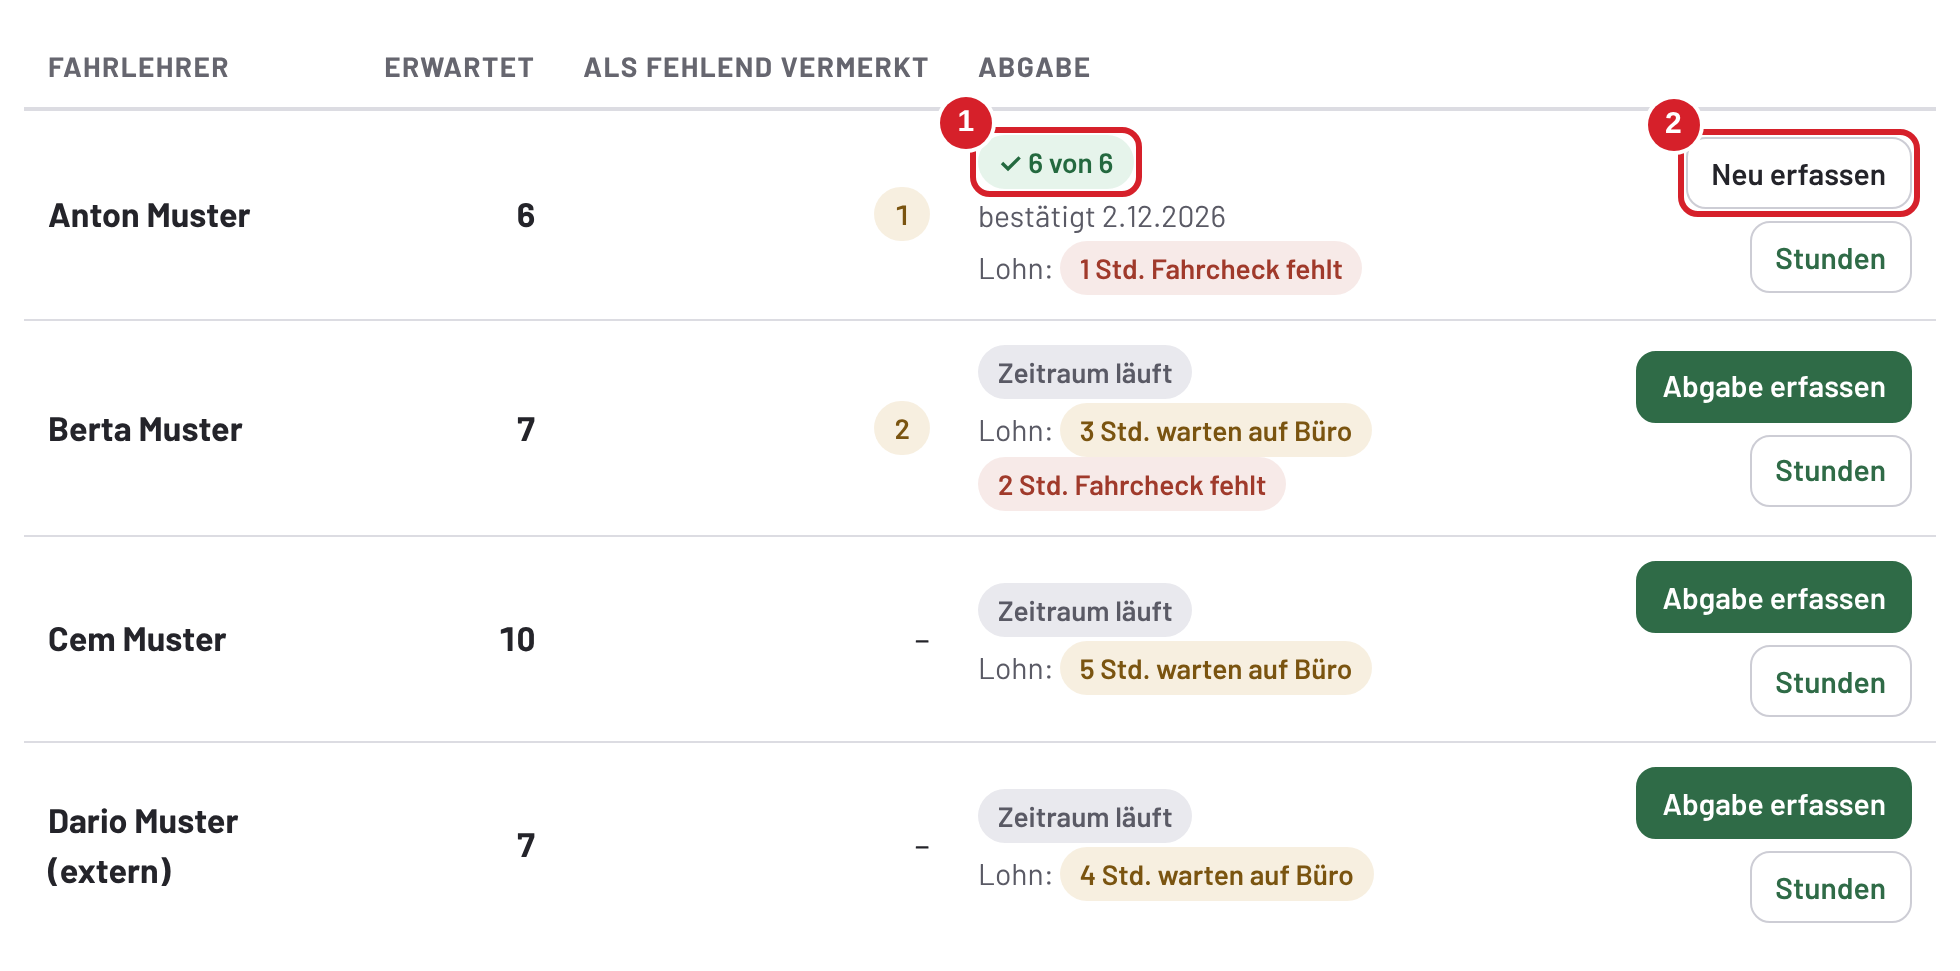 FAHRLEHRER ERWARTET ALS FEHLEND VERMERKT ABGABE
1 2
✓ 6 von 6 Neu erfassen
Anton Muster 6 1 bestätigt 2.12.2026
Lohn: 1 Std. Fahrcheck fehlt Stunden
Zeitraum läuft Abgabe erfassen
Berta Muster 7 2 Lohn: 3 Std. warten auf Büro
2 Std. Fahrcheck fehlt Stunden
Zeitraum läuft Abgabe erfassen
Cem Muster 10 –
Lohn: 5 Std. warten auf Büro Stunden
Zeitraum läuft Abgabe erfassen
Dario Muster
(extern) 7 –
Lohn: 4 Std. warten auf Büro Stunden